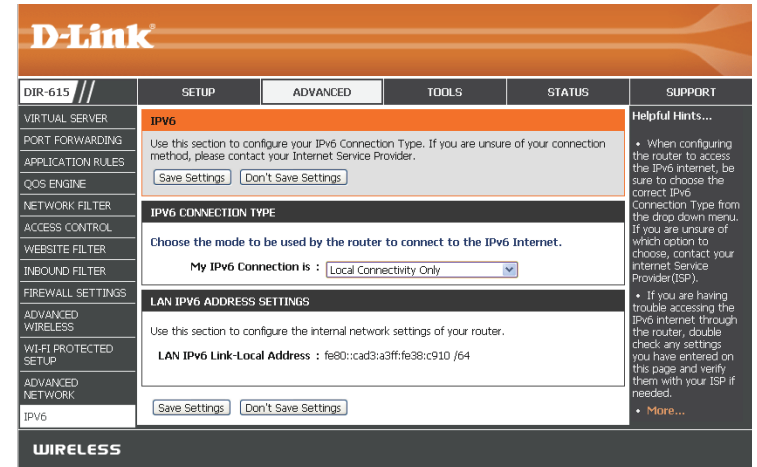 D-Link
DIR-615 //
SETUP
ADVANCED
TOOLS
STATUS
SUPPORT
VIRTUAL SERVER
PORT FORWARDING
APPLICATION RULES
QOS ENGINE
NETWORK FILTER
ACCESS CONTROL
WEBSITE FILTER
INBOUND FILTER
FIREWALL SETTINGS
ADVANCED
WIRELESS
WI-FI PROTECTED
SETUP
ADVANCED
NETWORK
IPV6
IPV6
Use this section to configure your IPv6 Connection Type. If you are unsure of your connection
method, please contact your Internet Service Provider.
Save Settings Don't Save Settings
IPV6 CONNECTION TYPE
Choose the mode to be used by the router to connect to the IPv6 Internet.
My IPv6 Connection is : Local Connectivity Only
LAN IPV6 ADDRESS SETTINGS
Use this section to configure the internal network settings of your router.
LAN IPv6 Link-Local Address : fe80::cad3:a3ff:fe38:c910 /64
Save Settings Don't Save Settings
Helpful Hints...
• When configuring
the router to access
the IPv6 internet, be
sure to choose the
correct IPv6
Connection Type from
the drop down menu.
If you are unsure of
which option to
choose, contact your
internet Service
Provider(ISP).
• If you are having
trouble accessing the
IPv6 internet through
the router, double
check any settings
you have entered on
this page and verify
them with your ISP if
needed.
• More...
WIRELESS